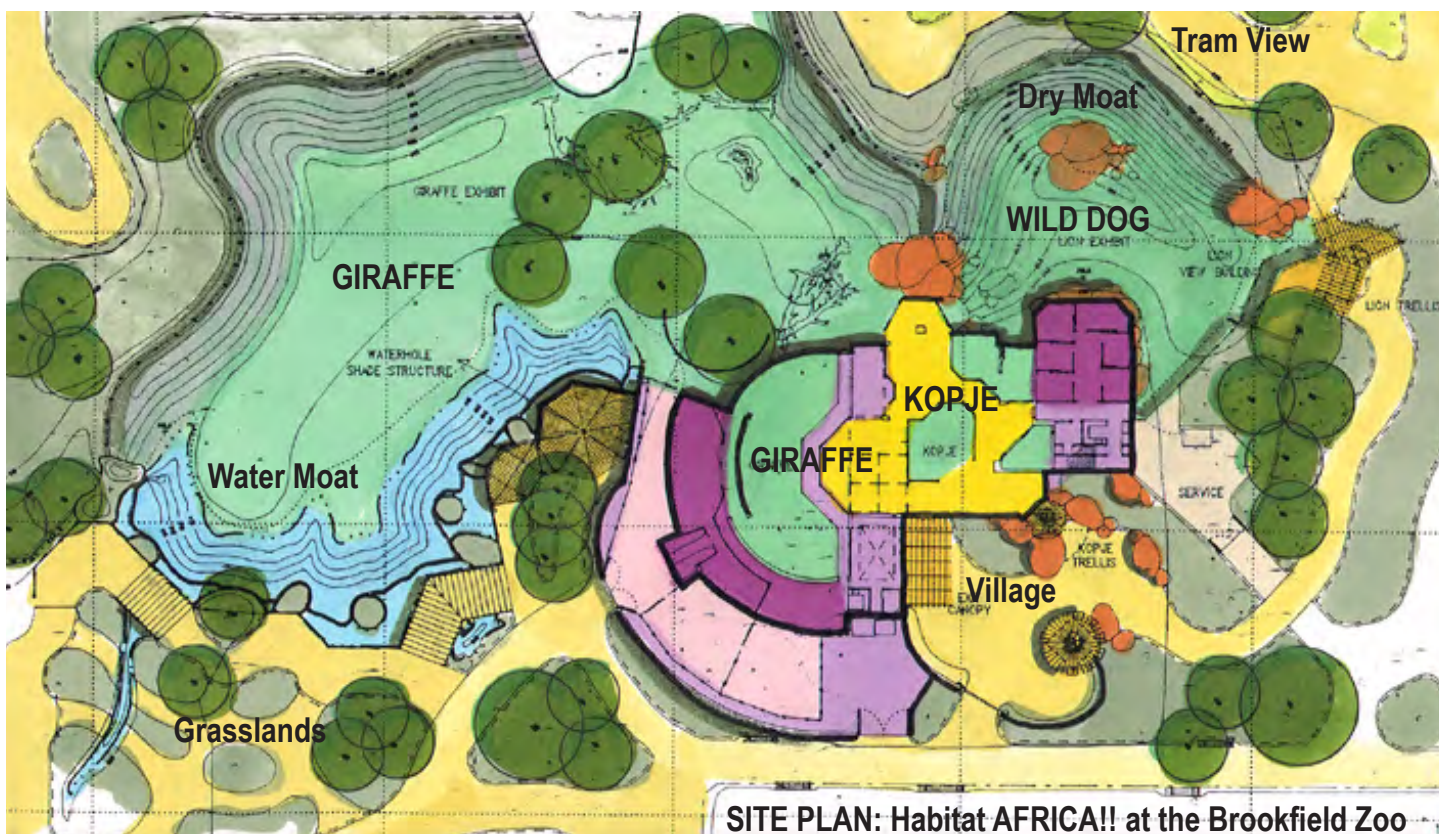 Tram View
Dry Moat
GIRAFFE EXHIBIT
WILD DOG
LION EXHIBIT
LION
VIEW BUILDING
GIRAFFE
LION TRELLIS
WATERHOLE
SHADE STRUCTURE
KOPJE
GIRAFFE
KOPJE
Water Moat
SERVICE
KOPJE
TRELLIS
Village
CANOPY
Grasslands
SITE PLAN: Habitat AFRICA!! at the Brookfield Zoo